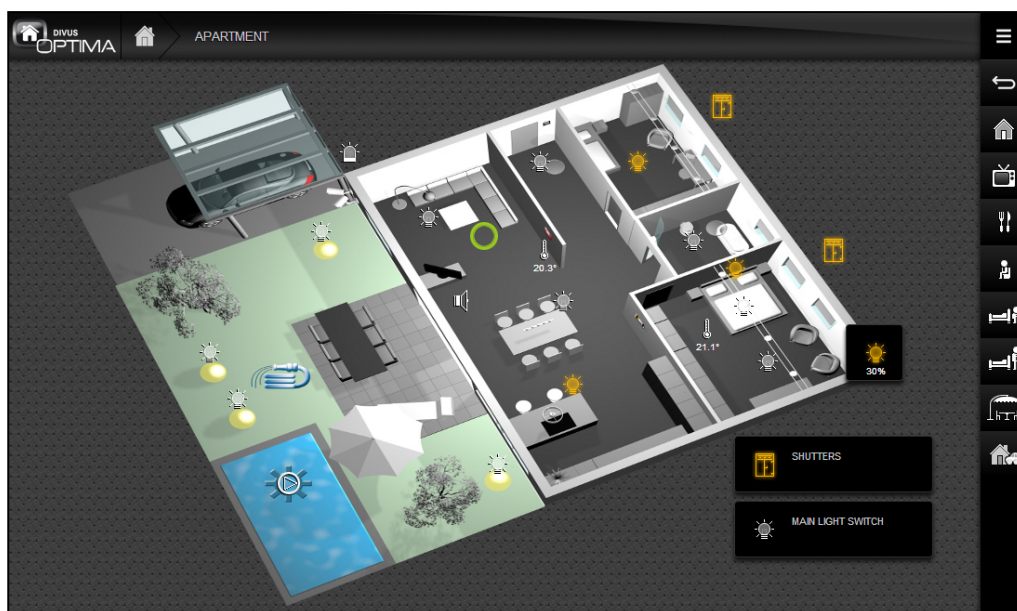 DIVUS
OPTIMA
APARTMENT
20.3°
21.1°
30%
SHUTTERS
MAIN LIGHT SWITCH